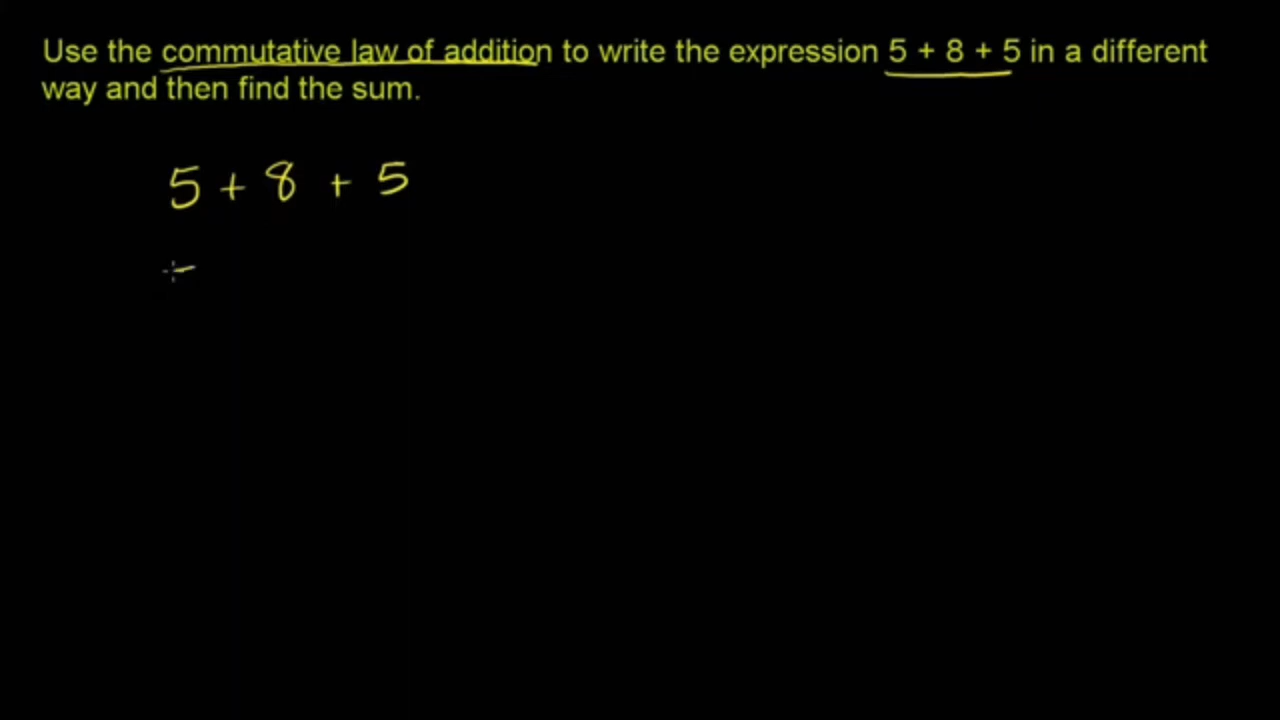 Use the commutative law of addition to write the expression 5 + 8 + 5 in a different
way and then find the sum.
5 + 8 + 5